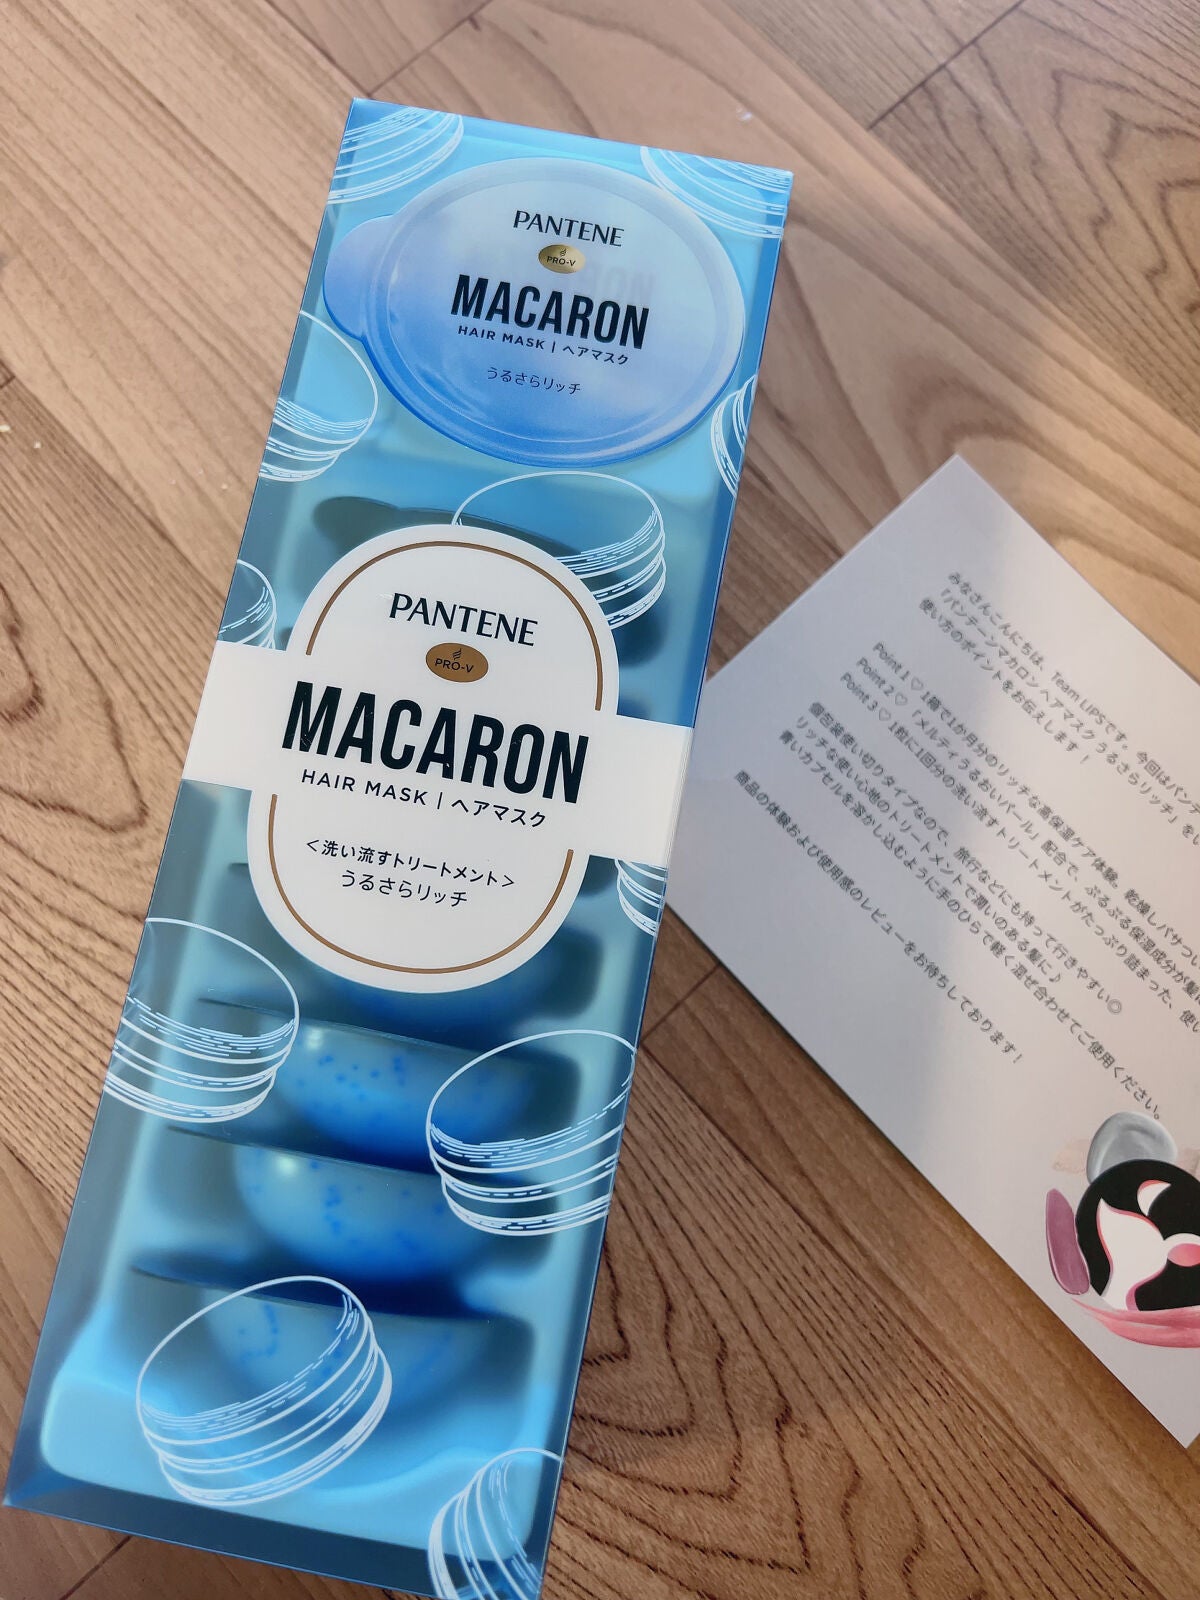 PANTENE
PRO-V
MACARON
HAIR MASK | ヘアマスク
うるさらリッチ
PANTENE
PRO-V
MACARON
HAIR MASK | ヘアマスク
<洗い流すトリートメント>
うるさらリッチ
みなさんこんにちは、Team LIPSです。今回はパンテ
「パンテーンマカロンヘアマスク うるさらリッチ」をい
使い方のポイントをお伝えします!
Point 1 ♡ 1箱で1か月分のリッチな高保湿ケア体験。乾燥しパサつい
Point 2 ♡ 「メルティうるおいパール」配合で、ぷるぷる保湿成分が髪
Point 3 ♡ 1粒に1回分の洗い流すトリートメントがたっぷり詰まった、使い
個包装使い切りタイプなので、旅行などにも持って行きやすい◎
リッチな使い心地のトリートメントで潤いのある髪に♪
青いカプセルを溶かし込むように手のひらで軽く混ぜ合わせてご使用ください。
商品の体験および使用感のレビューをお待ちしております!